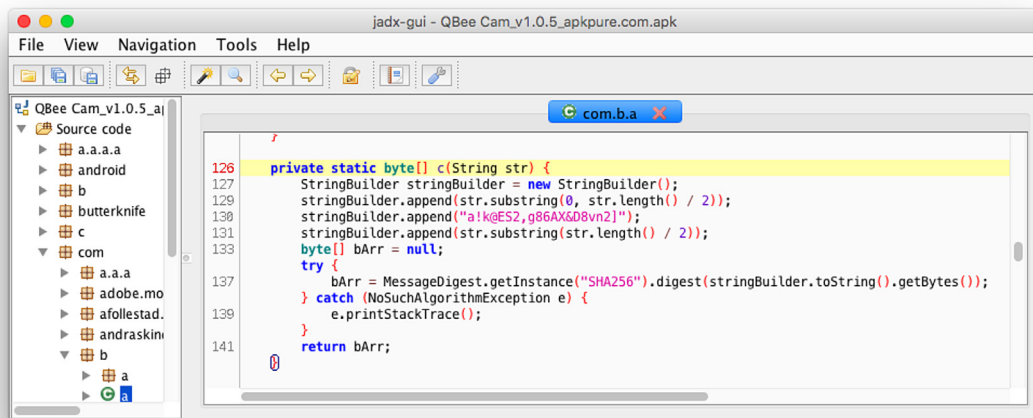 jadx-gui - QBee Cam_v1.0.5_apkpure.com.apk
File View Navigation Tools Help
QBee Cam_v1.0.5_a
Source code
a.a.a.a
android
b
butterknife
c
com
a.a.a
adobe.mo
afollestad.
andraskin
b
a
a
com.b.a
}
126 private static byte[] c(String str) {
127 StringBuilder stringBuilder = new StringBuilder();
129 stringBuilder.append(str.substring(0, str.length() / 2));
130 stringBuilder.append("a!k@ES2,g86AX&D8vn2]");
131 stringBuilder.append(str.substring(str.length() / 2));
133 byte[] bArr = null;
try {
137 bArr = MessageDigest.getInstance("SHA256").digest(stringBuilder.toString().getBytes());
} catch (NoSuchAlgorithmException e) {
139 e.printStackTrace();
}
141 return bArr;
}